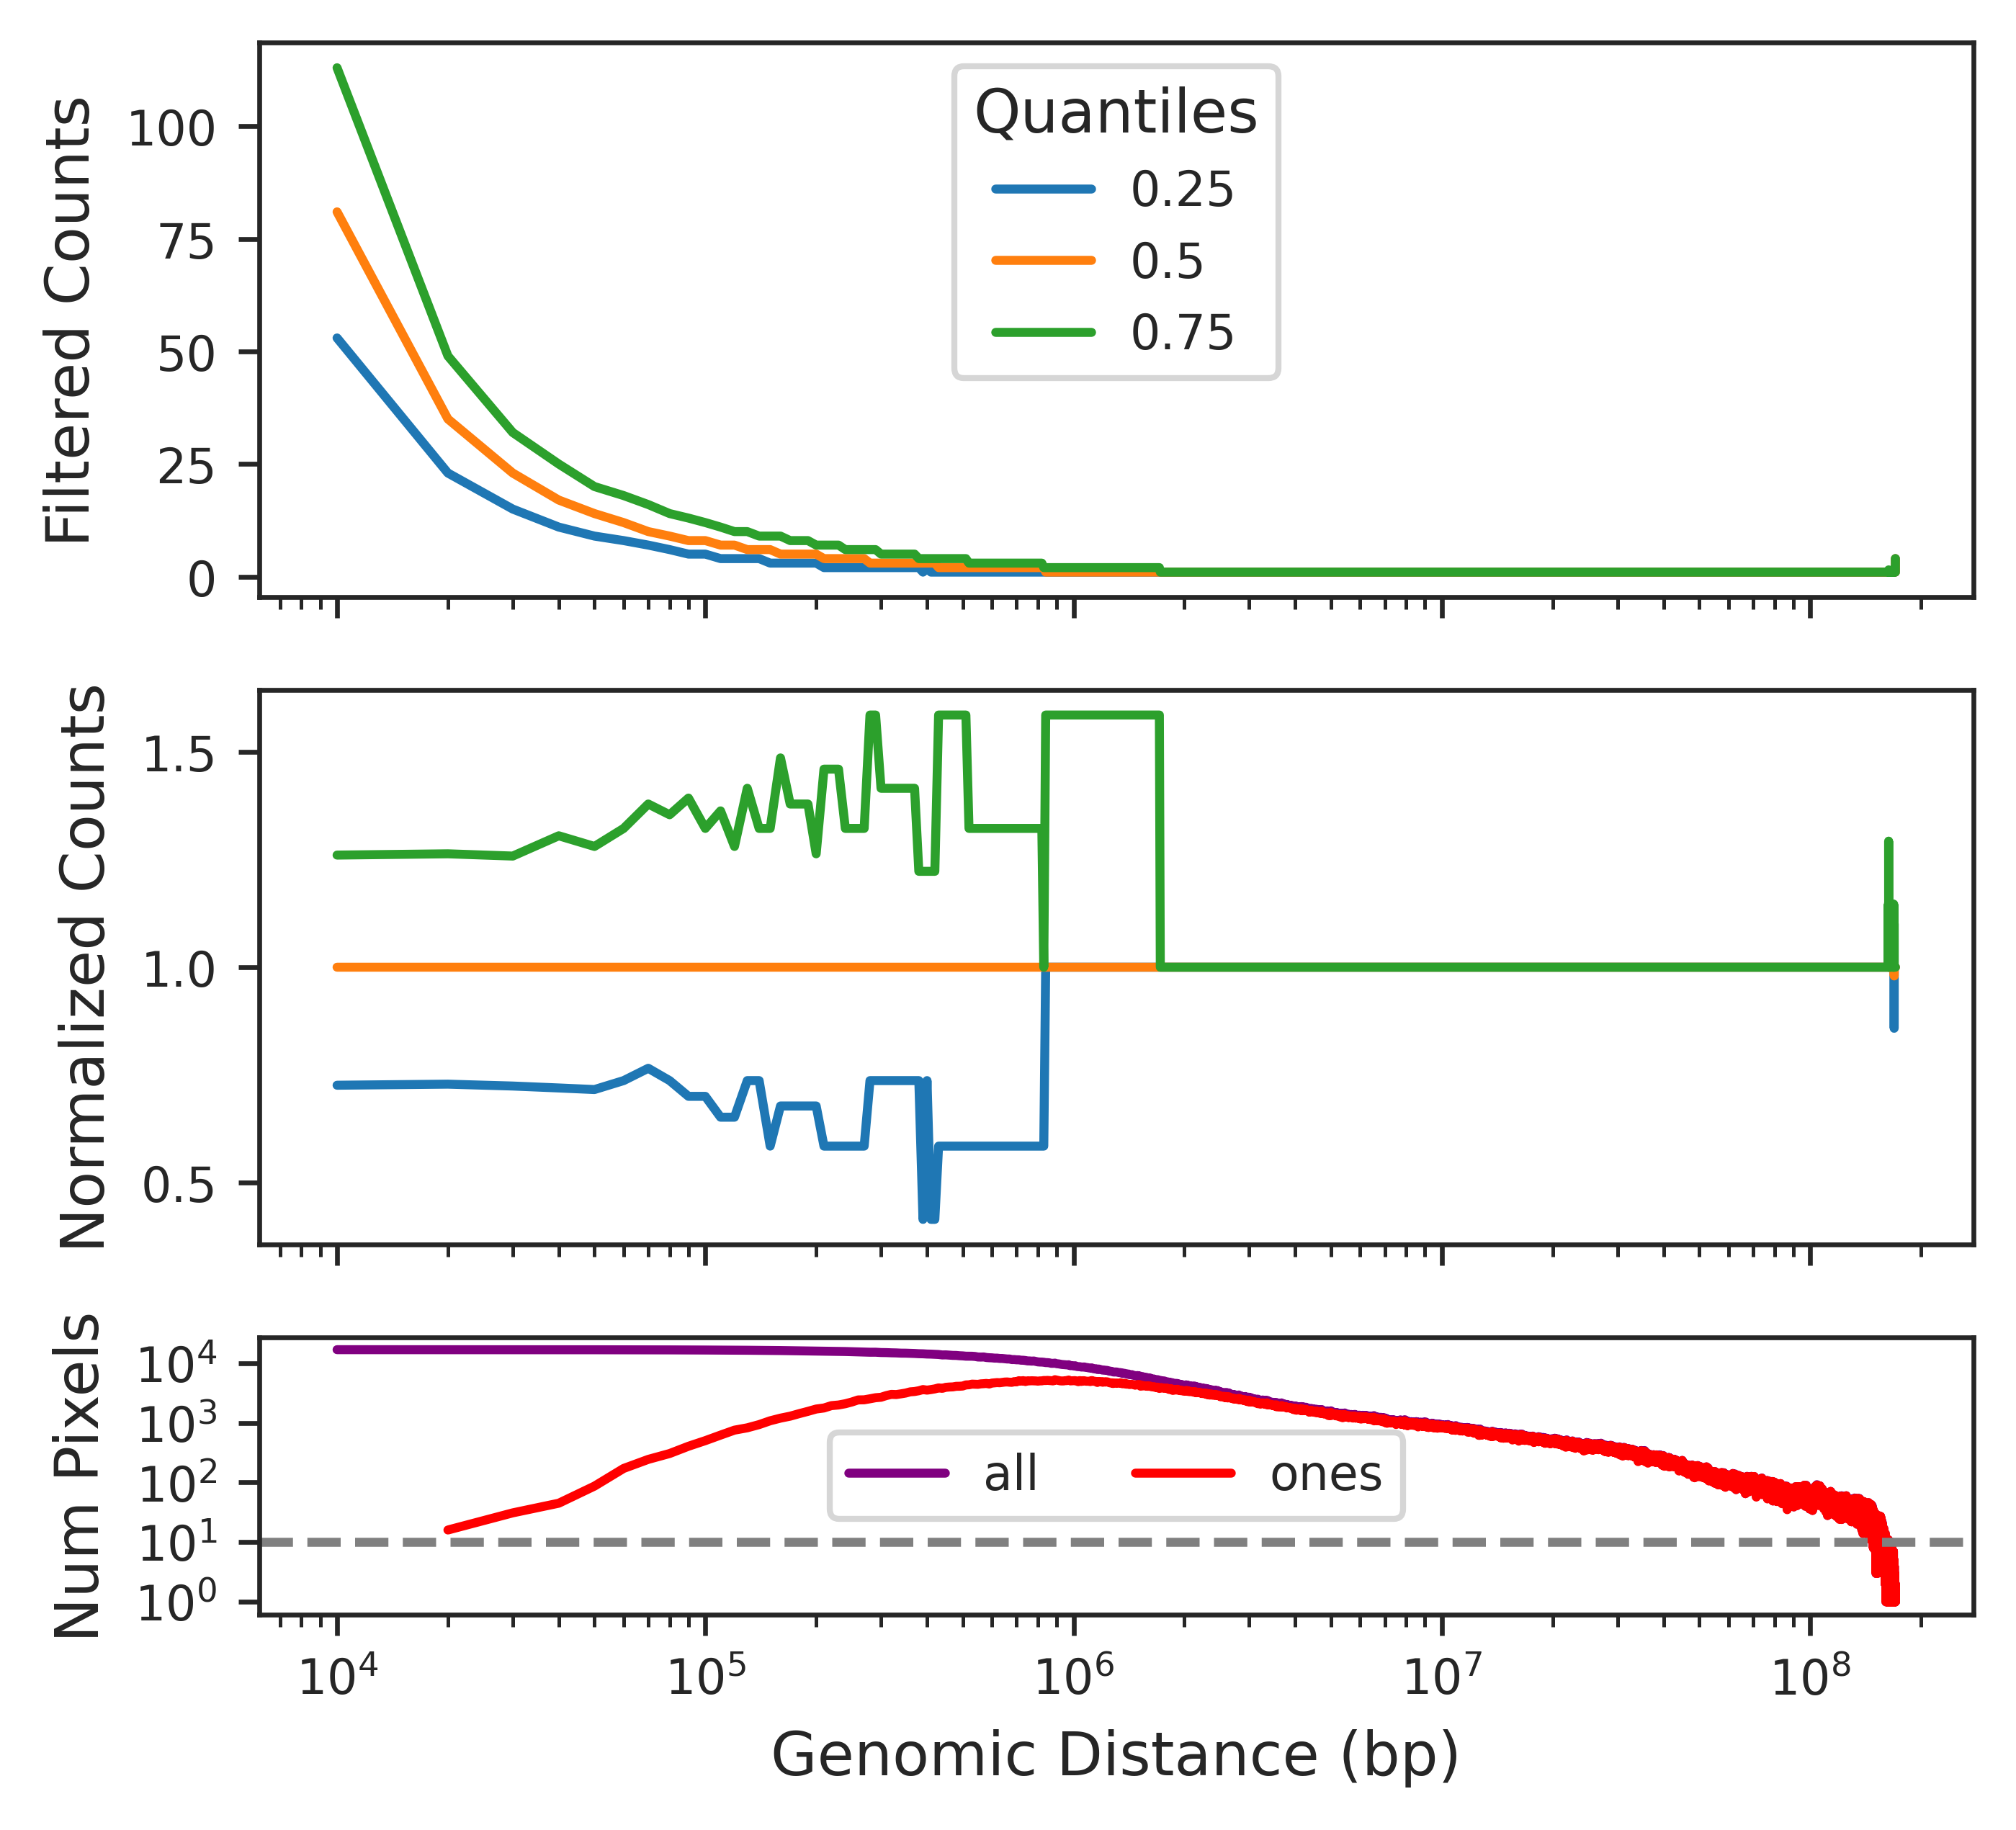 Filtered Counts
100
75
50
25
0
Quantiles
0.25
0.5
0.75
Normalized Counts
1.5
1.0
0.5
Num Pixels
10⁴
10³
10²
10¹
10⁰
all ones
10⁴ 10⁵ 10⁶ 10⁷ 10⁸
Genomic Distance (bp)